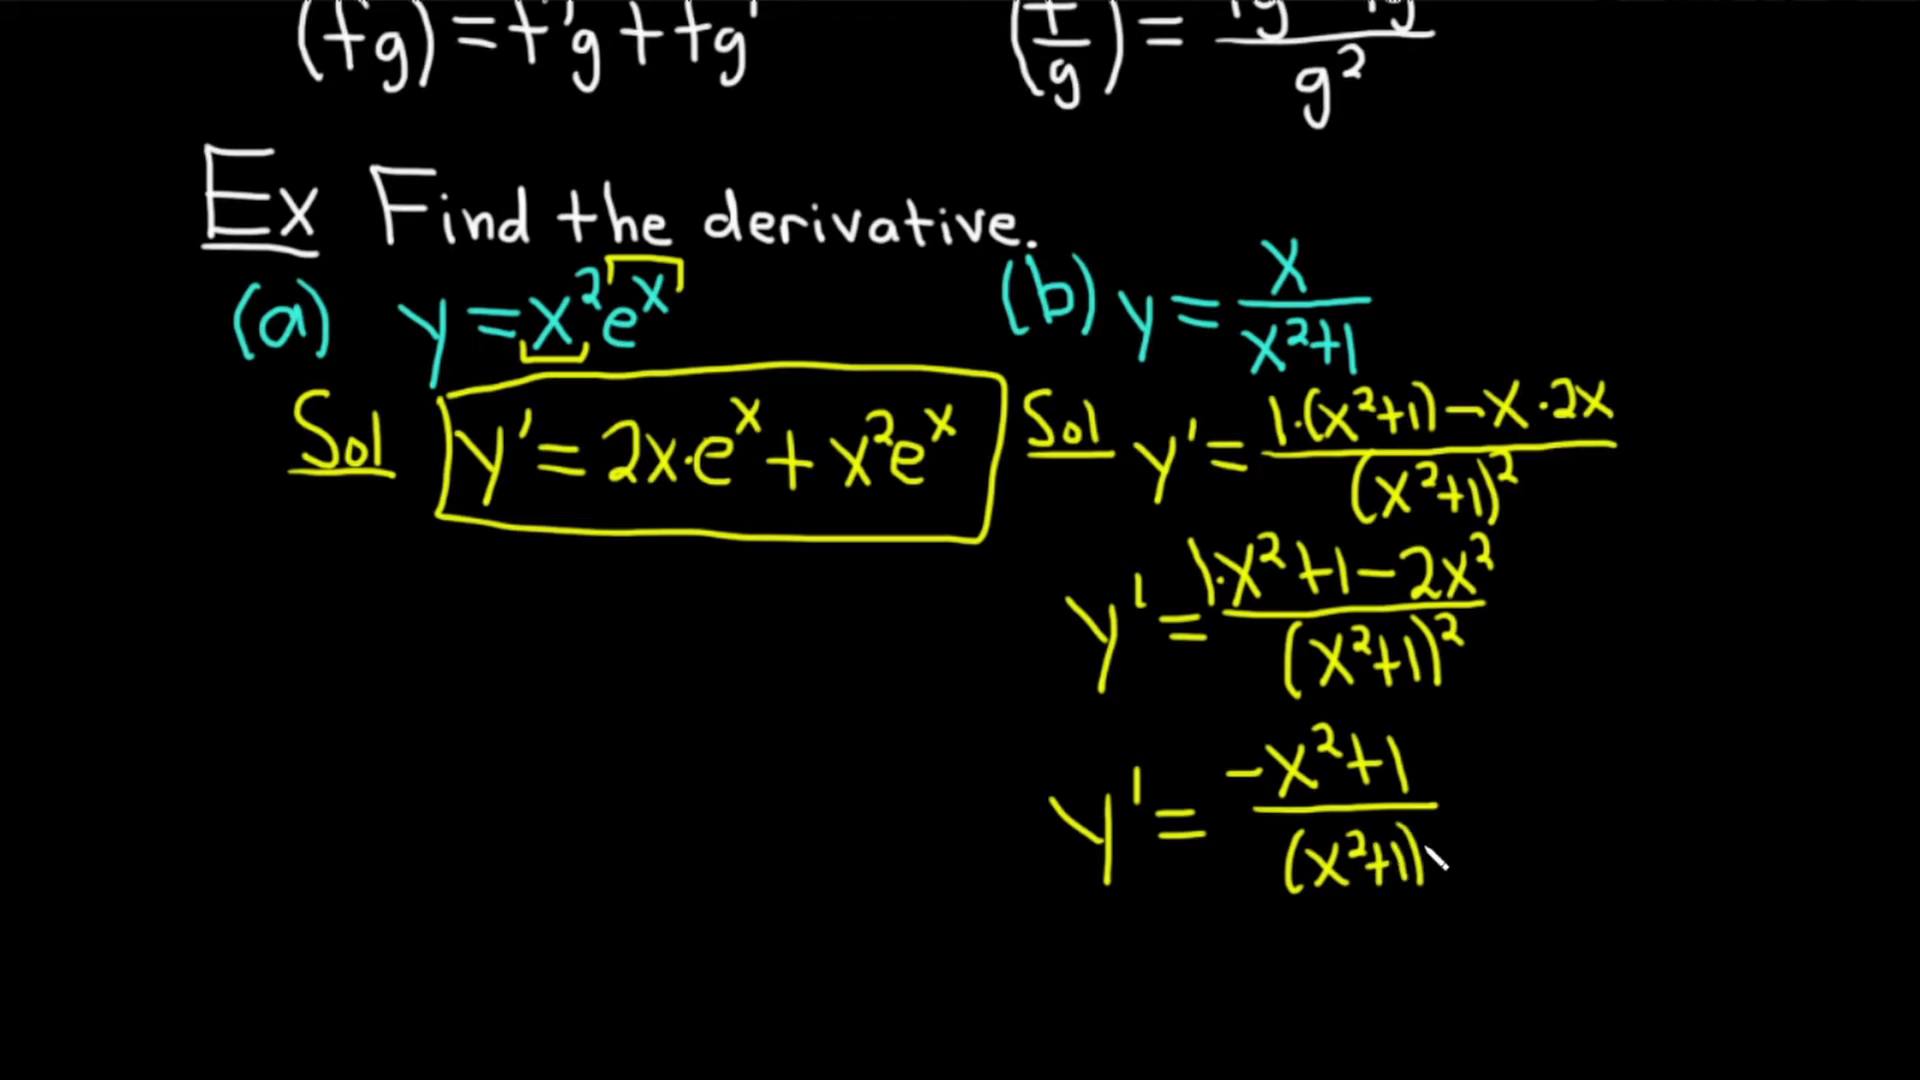 (fg)' = f'g + fg'
(f/g) = / g²
Ex Find the derivative.
(a) y = x²eˣ
Sol y' = 2x·eˣ + x²eˣ
(b) y = x/(x²+1)
Sol y' = (1·(x²+1) - x·2x)/(x²+1)²
y' = (1·x²+1-2x²)/(x²+1)²
y' = (-x²+1)/(x²+1)